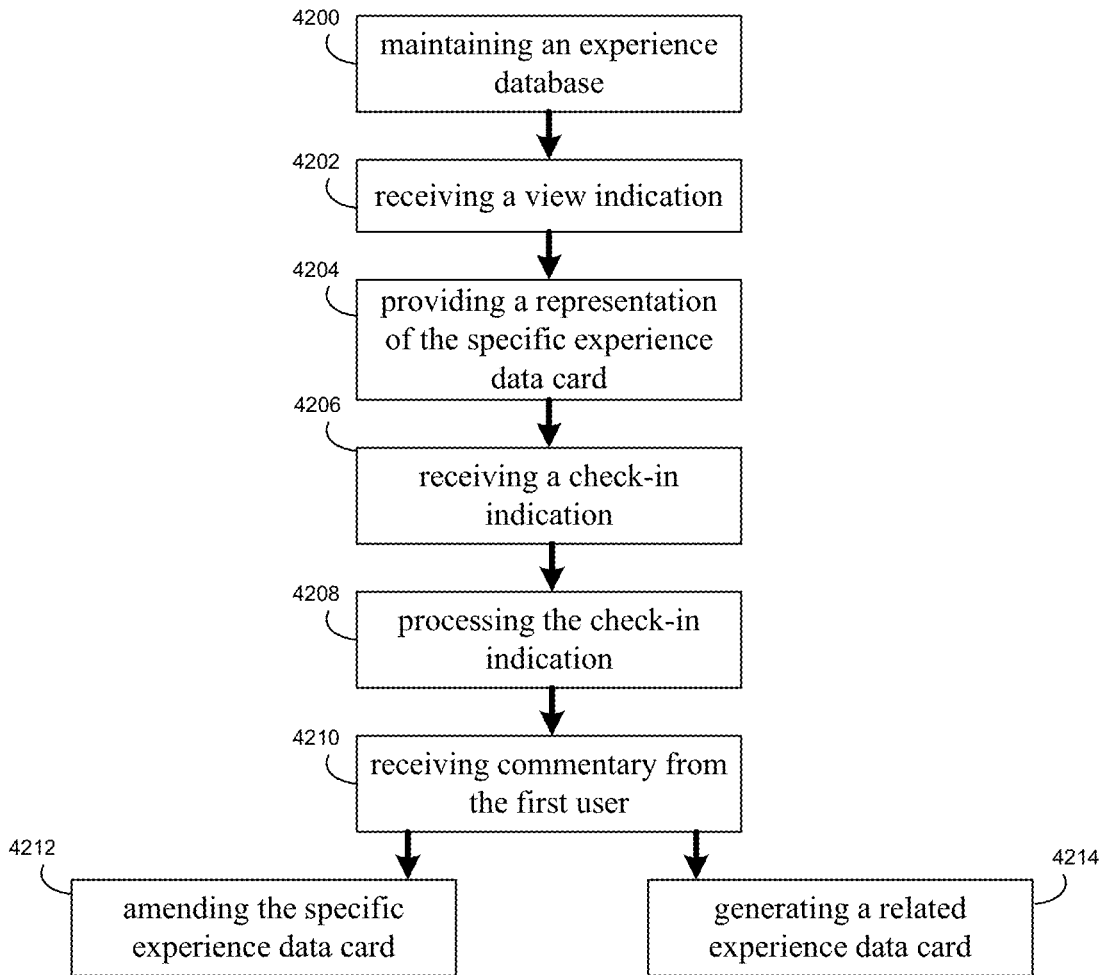 4200
maintaining an experience
database
4202
receiving a view indication
4204
providing a representation
of the specific experience
data card
4206
receiving a check-in
indication
4208
processing the check-in
indication
4210
receiving commentary from
the first user
4212
amending the specific
experience data card
4214
generating a related
experience data card